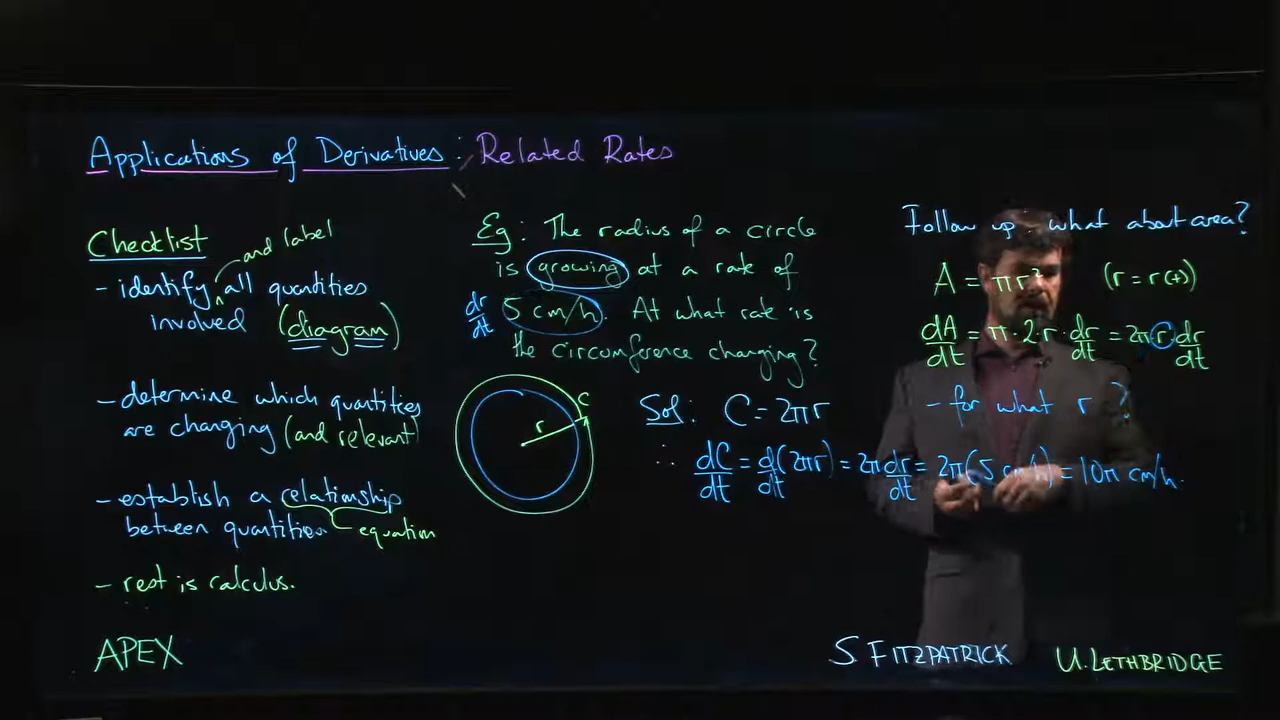 Applications of Derivatives: Related Rates
Checklist
and label
- identify all quantities
involved (diagram)
- determine which quantities
are changing (and relevant)
- establish a relationship
between quantities equation
- rest is calculus.
APEX
Eg: The radius of a circle
is growing at a rate of
dr/dt 5 cm/h. At what rate is
the circumference changing?
r C
Sol: C = 2πr
∴ dC/dt = d/dt(2πr) = 2π dr/dt = 2π(5 cm/h) = 10π cm/h.
Follow up: what about area?
A = πr² (r = r(t))
dA/dt = π·2·r·dr/dt = 2πr dr/dt
- for what r ?
S FITZPATRICK U. LETHBRIDGE